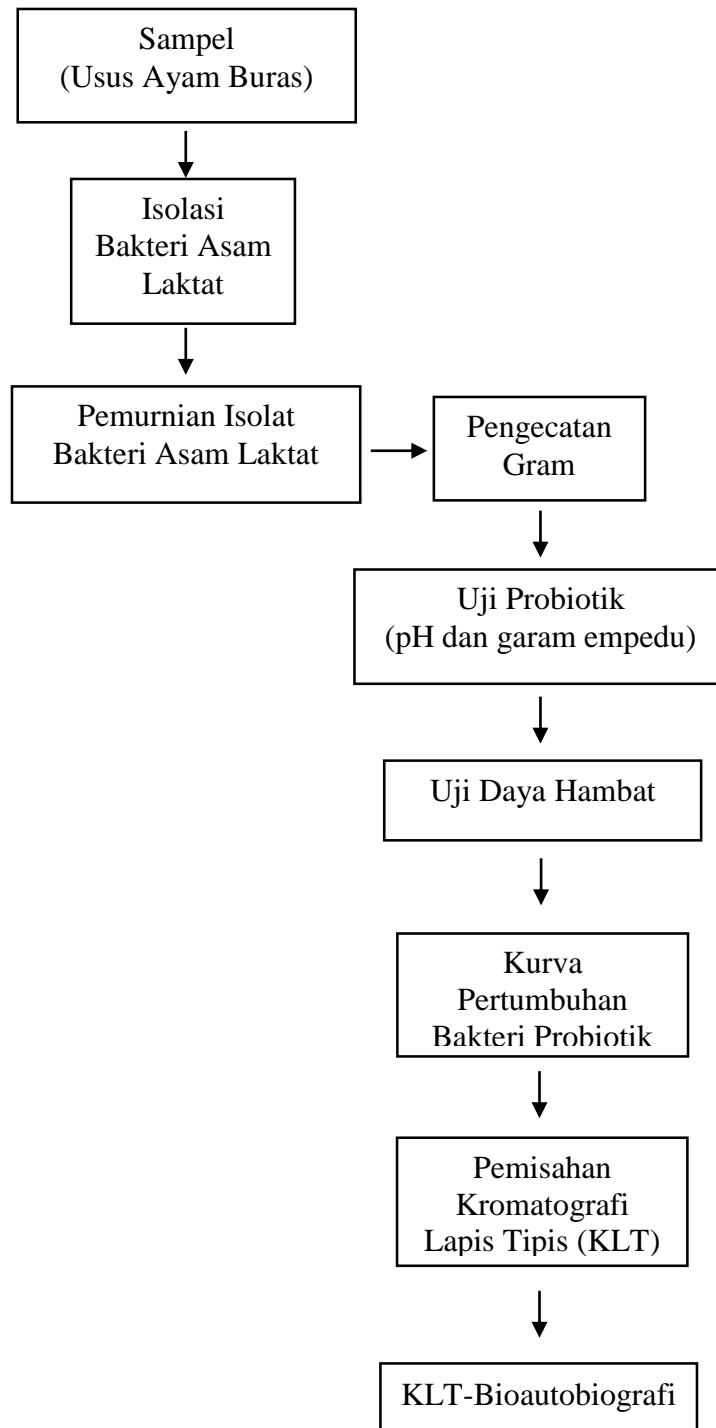 Sampel
(Usus Ayam Buras)
Isolasi
Bakteri Asam
Laktat
Pemurnian Isolat
Bakteri Asam Laktat
Pengecatan
Gram
Uji Probiotik
(pH dan garam empedu)
Uji Daya Hambat
Kurva
Pertumbuhan
Bakteri Probiotik
Pemisahan
Kromatografi
Lapis Tipis (KLT)
KLT-Bioautobiografi